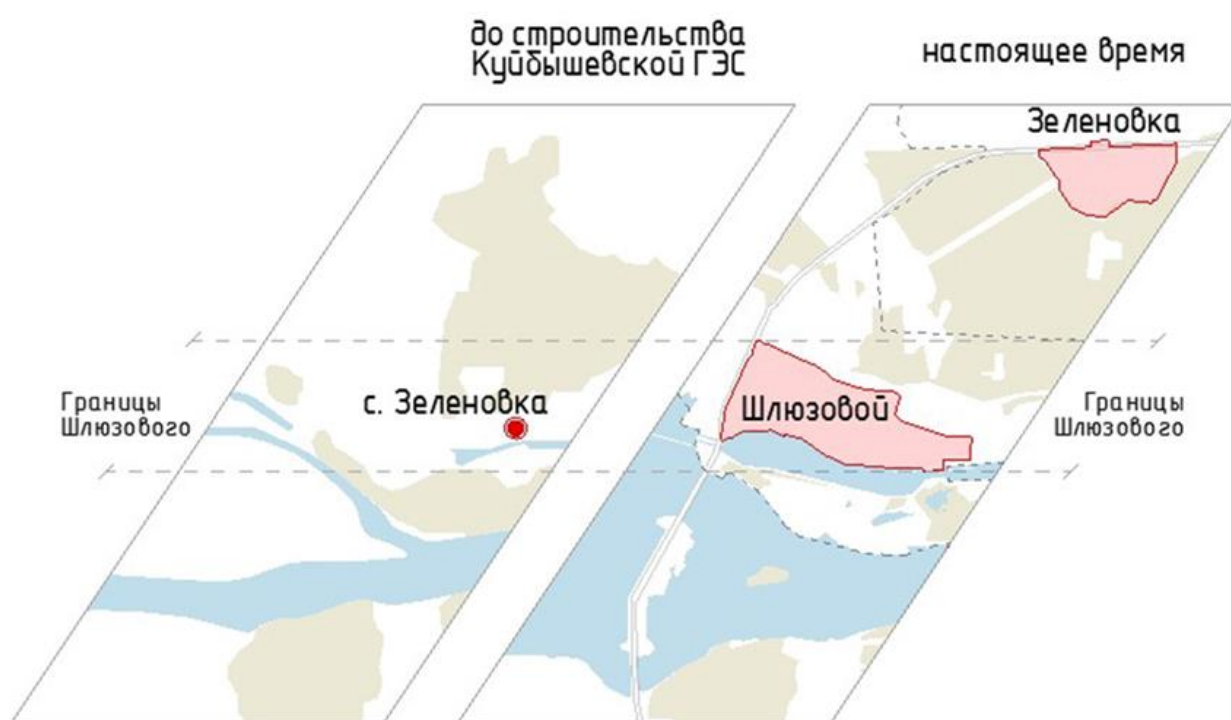 до строительства
Куйбышевской ГЭС
настоящее время
Зеленовка
Границы
Шлюзового
с. Зеленовка
Шлюзовой
Границы
Шлюзового